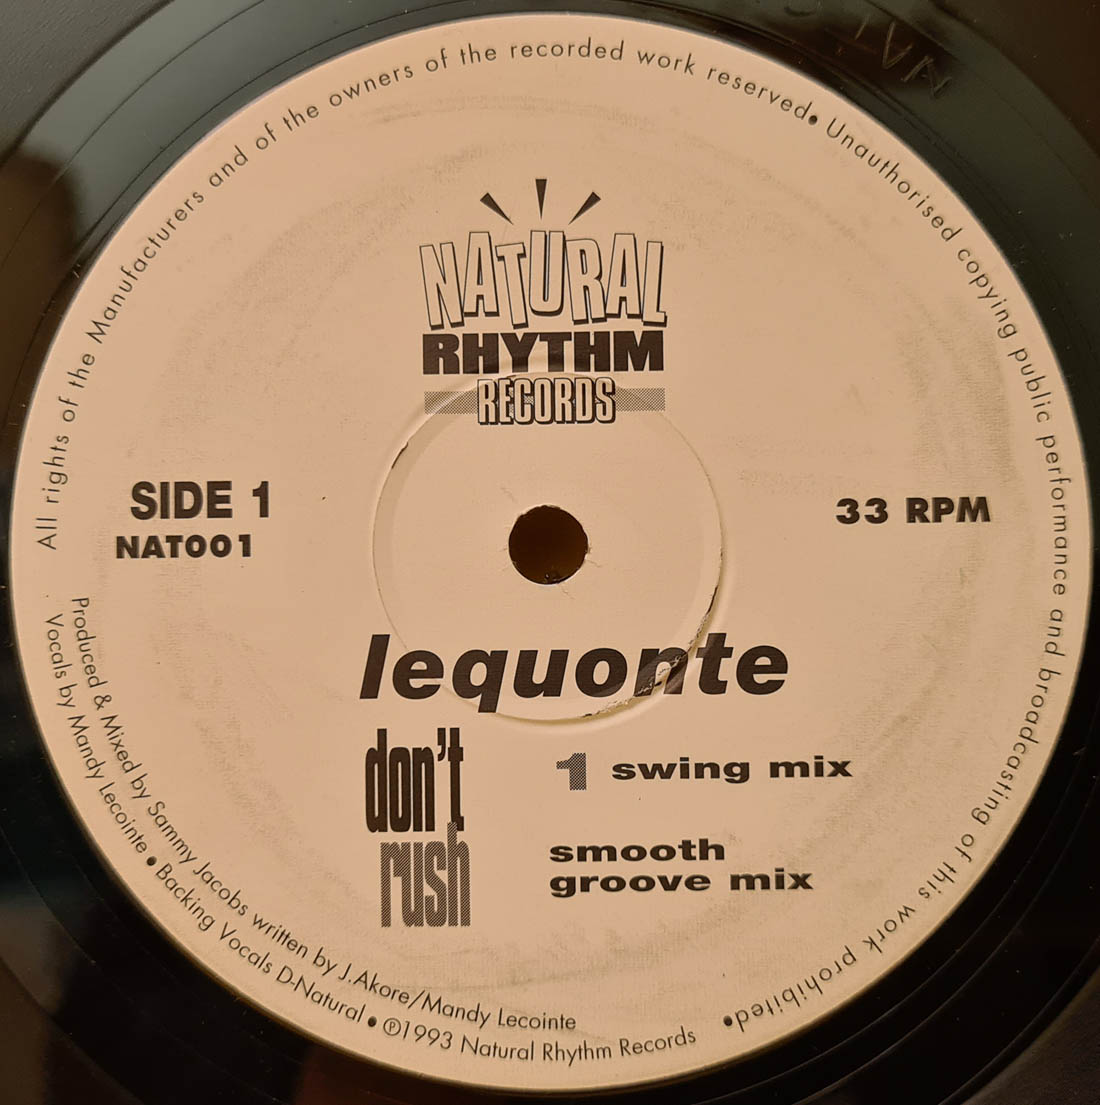 All rights of the Manufacturers and of the owners of the recorded work reserved• Unauthorised copying public performance and broadcasting of this work prohibited•
NATURAL
RHYTHM
RECORDS
SIDE 1
NAT001
33 RPM
lequonte
don't
rush
1 swing mix
smooth
groove mix
Produced & Mixed by Sammy Jacobs written by J.Akore/Mandy Lecointe
Vocals by Mandy Lecointe • Backing Vocals D-Natural • ℗1993 Natural Rhythm Records